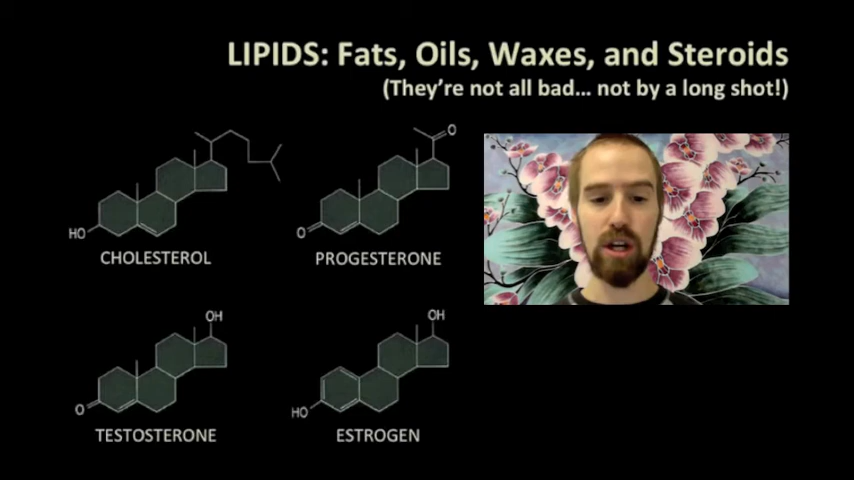 LIPIDS: Fats, Oils, Waxes, and Steroids
(They're not all bad... not by a long shot!)
HO
CHOLESTEROL
O
O
PROGESTERONE
OH
O
TESTOSTERONE
OH
HO
ESTROGEN